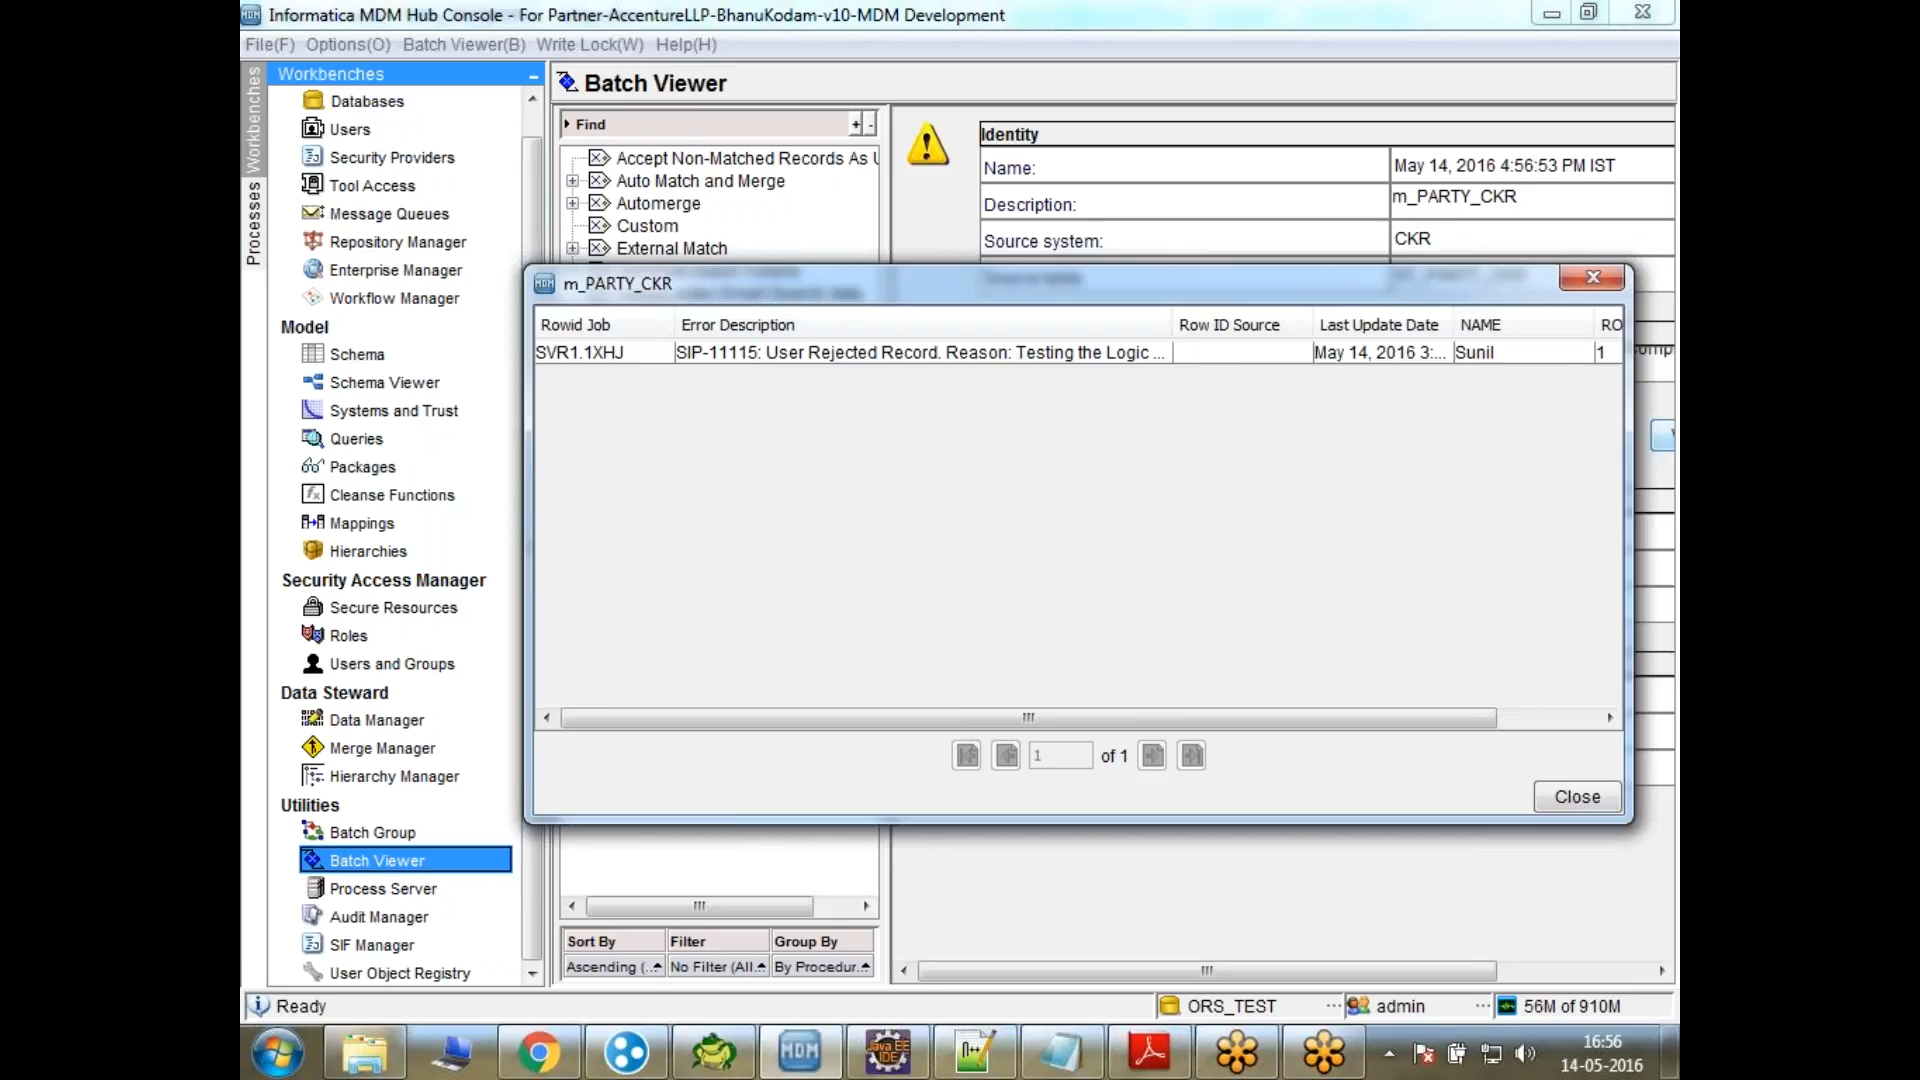 Informatica MDM Hub Console - For Partner-AccentureLLP-BhanuKodam-v10-MDM Development
File(F) Options(O) Batch Viewer(B) Write Lock(W) Help(H)
Workbenches
Processes
Workbenches
Databases
Users
Security Providers
Tool Access
Message Queues
Repository Manager
Enterprise Manager
Workflow Manager
Model
Schema
Schema Viewer
Systems and Trust
Queries
Packages
Cleanse Functions
Mappings
Hierarchies
Security Access Manager
Secure Resources
Roles
Users and Groups
Data Steward
Data Manager
Merge Manager
Hierarchy Manager
Utilities
Batch Group
Batch Viewer
Process Server
Audit Manager
SIF Manager
User Object Registry
Batch Viewer
Find + -
Accept Non-Matched Records As U
Auto Match and Merge
Automerge
Custom
External Match
Identity
Name: May 14, 2016 4:56:53 PM IST
Description: m_PARTY_CKR
Source system: CKR
m_PARTY_CKR
Rowid Job Error Description Row ID Source Last Update Date NAME RO
SVR1.1XHJ SIP-11115: User Rejected Record. Reason: Testing the Logic ... May 14, 2016 3:... Sunil 1
1 of 1
Close
Sort By Filter Group By
Ascending (... No Filter (All... By Procedur...
Ready ORS_TEST ... admin ... 56M of 910M
MDM
Java EE IDE
n++
16:56
14-05-2016